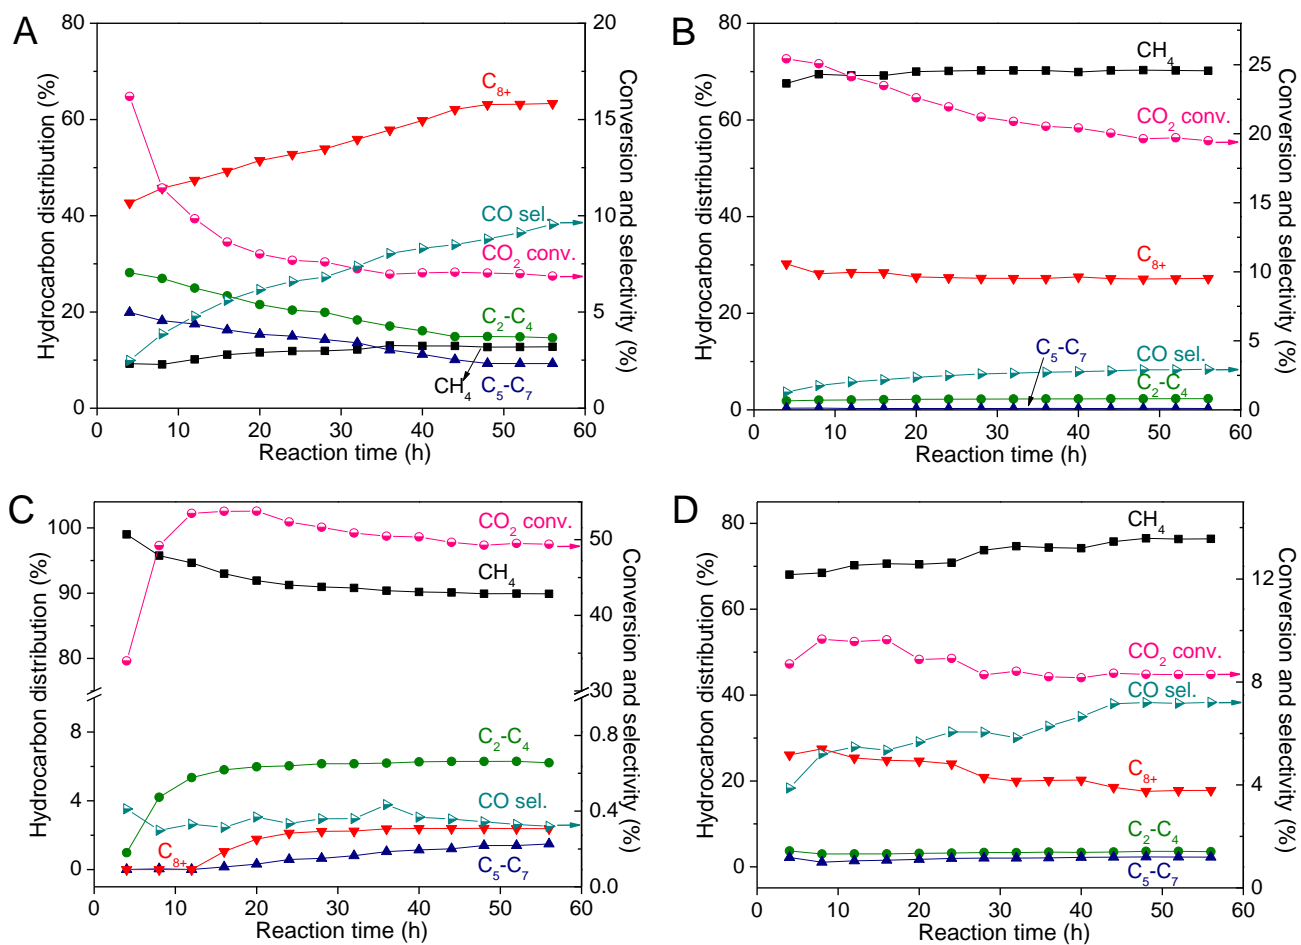 A
Hydrocarbon distribution (%)
80
60
40
20
0
C8+
CO sel.
CO2 conv.
C2-C4
CH4
C5-C7
20
15
10
5
0
Conversion and selectivity (%)
0 10 20 30 40 50 60
Reaction time (h)
B
Hydrocarbon distribution (%)
80
60
40
20
0
CH4
CO2 conv.
C8+
C5-C7
CO sel.
C2-C4
25
20
15
10
5
0
Conversion and selectivity (%)
0 10 20 30 40 50 60
Reaction time (h)
C
Hydrocarbon distribution (%)
100
90
80
8
4
0
CO2 conv.
CH4
C2-C4
CO sel.
C8+
C5-C7
50
40
30
0.8
0.4
0.0
Conversion and selectivity (%)
0 10 20 30 40 50 60
Reaction time (h)
D
Hydrocarbon distribution (%)
80
60
40
20
0
CH4
CO2 conv.
CO sel.
C8+
C2-C4
C5-C7
12
8
4
0
Conversion and selectivity (%)
0 10 20 30 40 50 60
Reaction time (h)